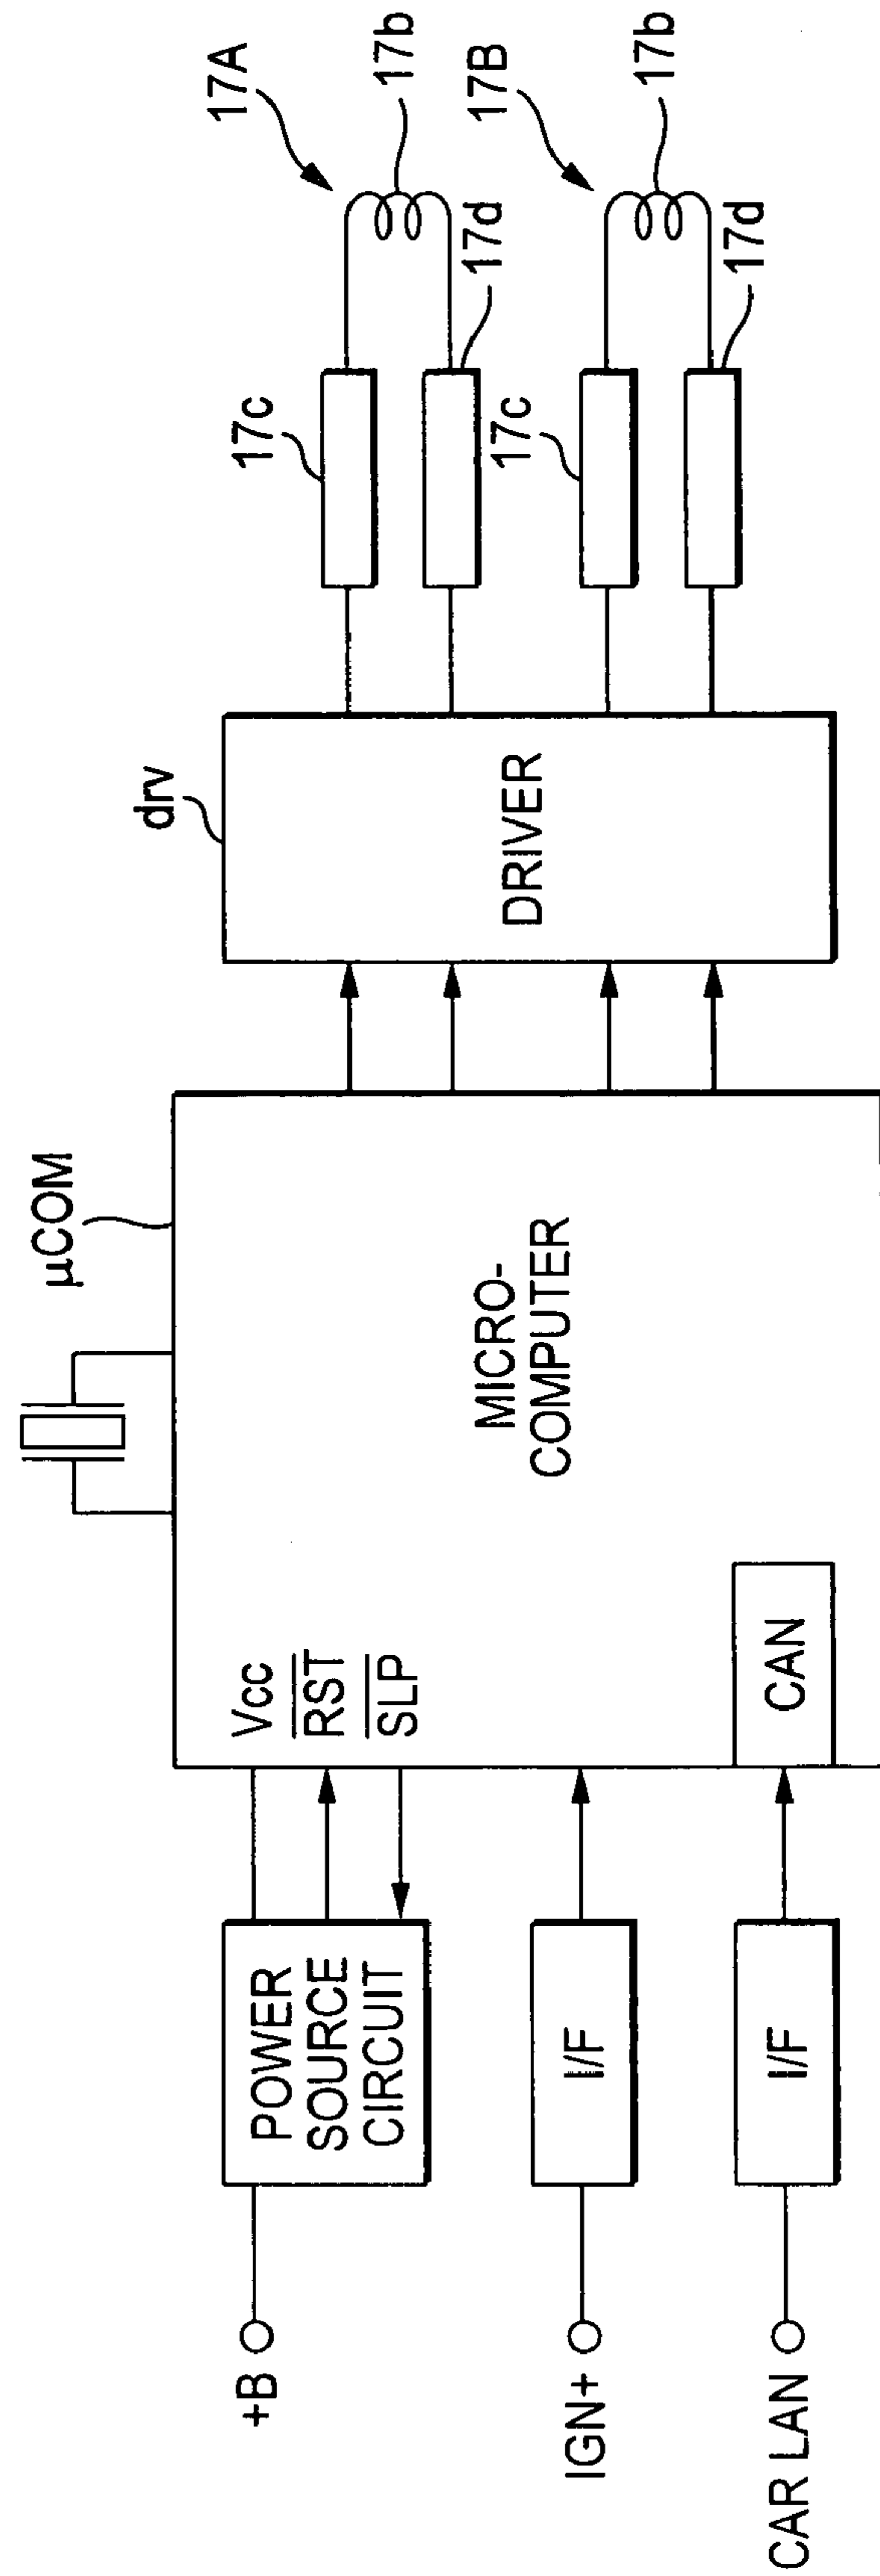 +B
IGN+
CAR LAN
POWER
SOURCE
CIRCUIT
I/F
I/F
Vcc
RST
SLP
CAN
µCOM
MICRO-
COMPUTER
drv
DRIVER
17c
17d
17A
17b
17c
17d
17B
17b